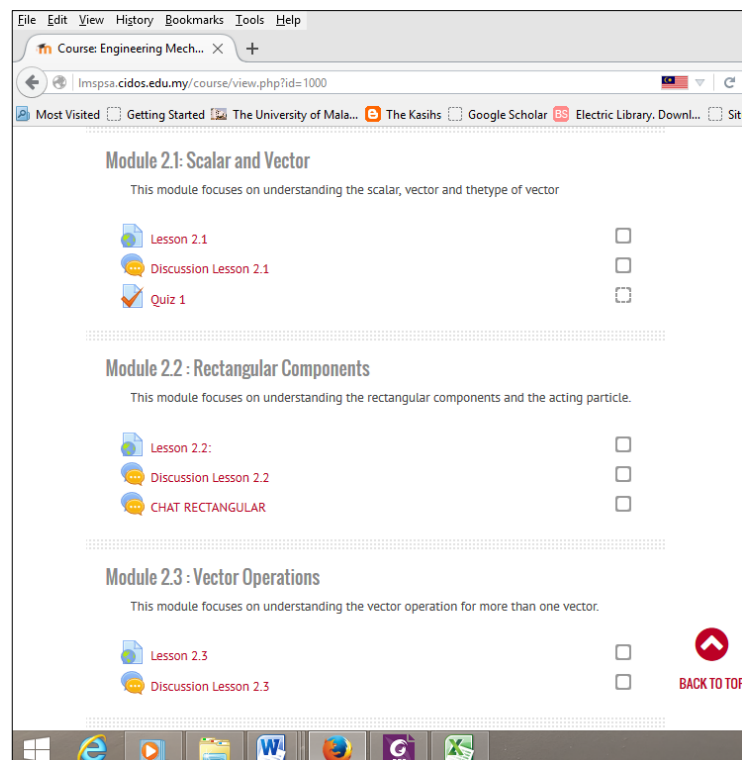 File Edit View History Bookmarks Tools Help
Course: Engineering Mech...
lmspsa.cidos.edu.my/course/view.php?id=1000
Most Visited Getting Started The University of Mala... The Kasihs Google Scholar BS Electric Library. Downl... Sit
Module 2.1: Scalar and Vector
This module focuses on understanding the scalar, vector and thetype of vector
Lesson 2.1
Discussion Lesson 2.1
Quiz 1
Module 2.2 : Rectangular Components
This module focuses on understanding the rectangular components and the acting particle.
Lesson 2.2:
Discussion Lesson 2.2
CHAT RECTANGULAR
Module 2.3 : Vector Operations
This module focuses on understanding the vector operation for more than one vector.
Lesson 2.3
Discussion Lesson 2.3
BACK TO TOP